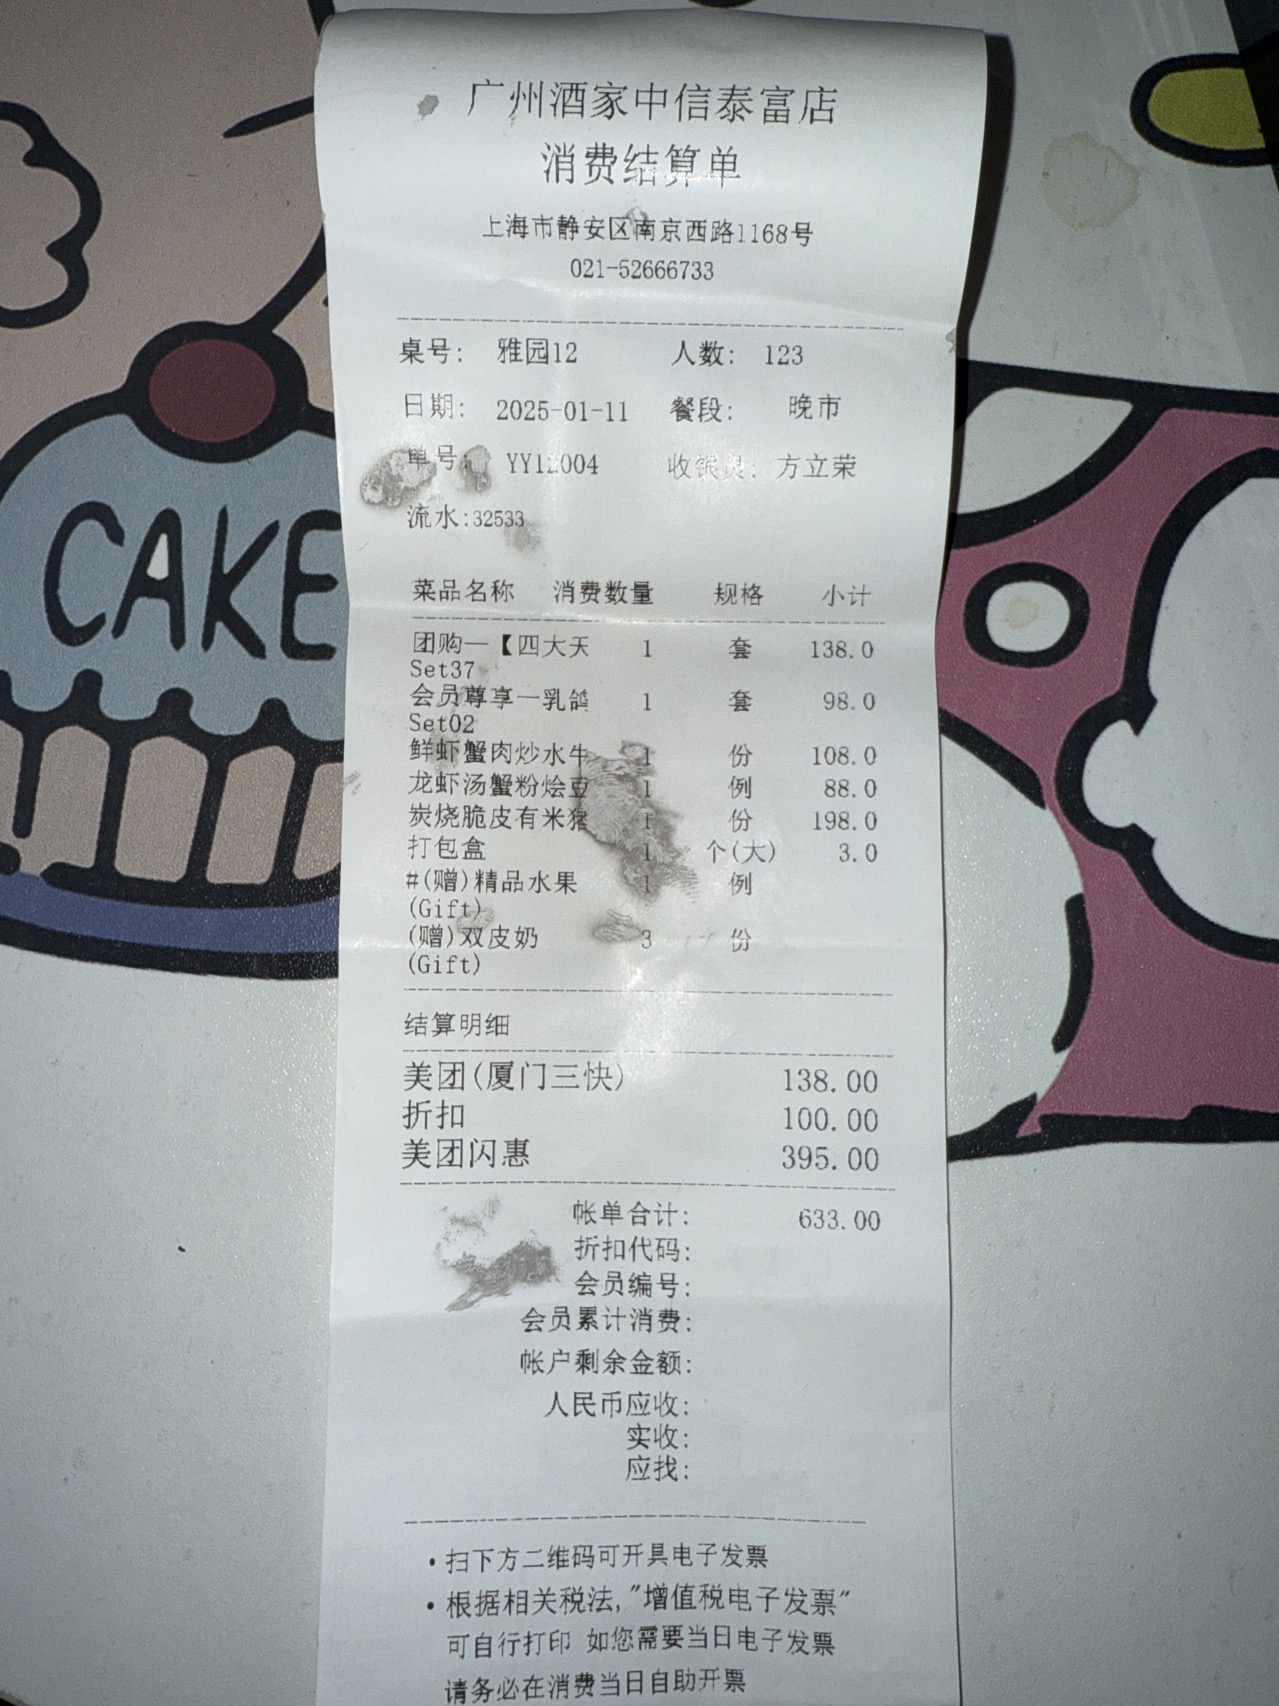 广州酒家中信泰富店
消费结算单
上海市静安区南京西路1168号
021-52666733
桌号: 雅园12 人数: 123
日期: 2025-01-11 餐段: 晚市
单号: YY12004 收银员: 方立荣
流水:32533
菜品名称 消费数量 规格 小计
团购—【四大天 1 套 138.0
Set37
会员尊享一乳鸽 1 套 98.0
Set02
鲜虾蟹肉炒水牛 1 份 108.0
龙虾汤蟹粉烩豆 1 例 88.0
炭烧脆皮有米猪 1 份 198.0
打包盒 1 个(大) 3.0
#(赠)精品水果 1 例
(Gift)
(赠)双皮奶 3 份
(Gift)
结算明细
美团(厦门三快) 138.00
折扣 100.00
美团闪惠 395.00
帐单合计: 633.00
折扣代码:
会员编号:
会员累计消费:
帐户剩余金额:
人民币应收:
实收:
应找:
•扫下方二维码可开具电子发票
•根据相关税法,"增值税电子发票"
可自行打印 如您需要当日电子发票
请务必在消费当日自助开票
CAKE